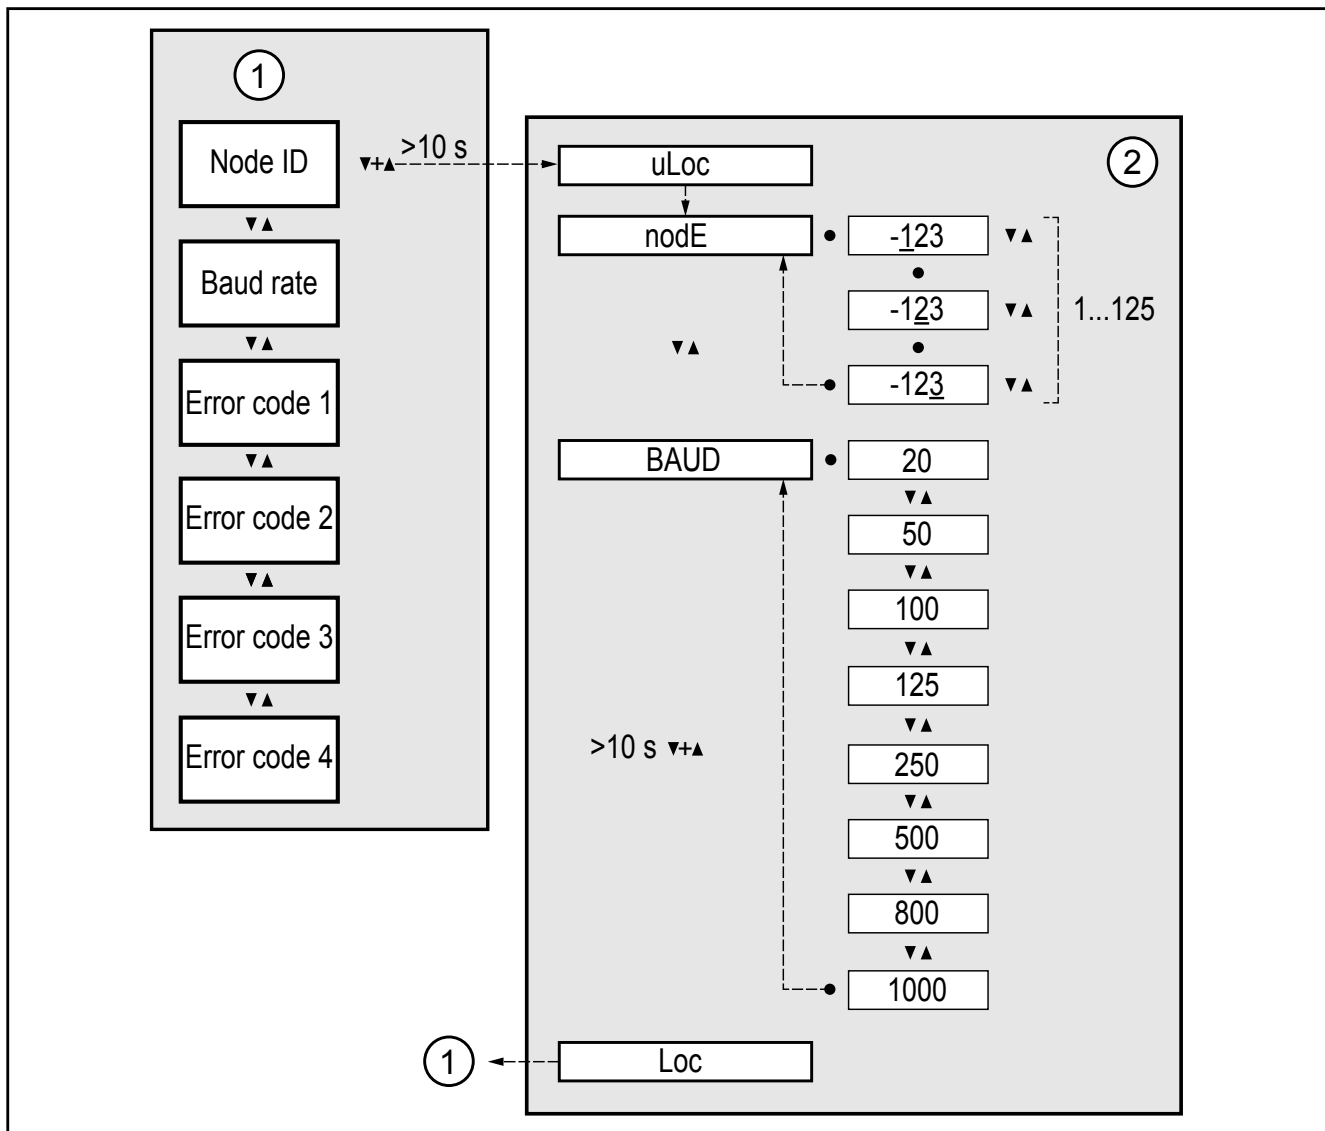 1
Node ID
▼+▲ >10 s
▼▲
Baud rate
▼▲
Error code 1
▼▲
Error code 2
▼▲
Error code 3
▼▲
Error code 4
2
uLoc
nodE ● -123 ▼▲
●
-123 ▼▲
1...125
▼▲
●
● -123 ▼▲
BAUD ● 20
▼▲
50
▼▲
100
▼▲
125
▼▲
>10 s ▼+▲
250
▼▲
500
▼▲
800
▼▲
● 1000
1
Loc